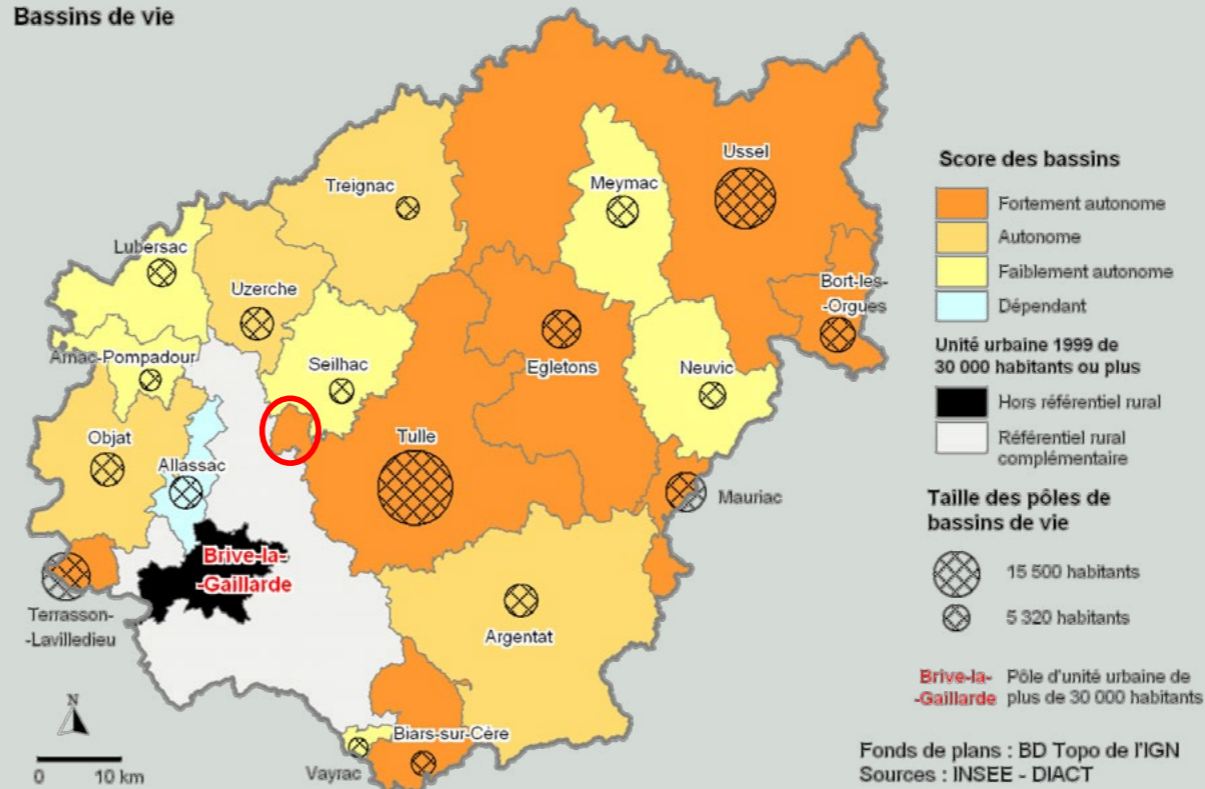 Bassins de vie
Ussel
Meymac
Treignac
Lubersac
Uzerche
Bort-les-
-Orgues
Arnac-Pompadour
Seilhac
Egletons
Neuvic
Objat
Tulle
Allassac
Mauriac
Brive-la-
-Gaillarde
Terrasson-
-Lavilledieu
Argentat
Biars-sur-Cère
Vayrac
N
0 10 km
Score des bassins
Fortement autonome
Autonome
Faiblement autonome
Dépendant
Unité urbaine 1999 de
30 000 habitants ou plus
Hors référentiel rural
Référentiel rural
complémentaire
Taille des pôles de
bassins de vie
15 500 habitants
5 320 habitants
Brive-la- Pôle d'unité urbaine de
-Gaillarde plus de 30 000 habitants
Fonds de plans : BD Topo de l'IGN
Sources : INSEE - DIACT